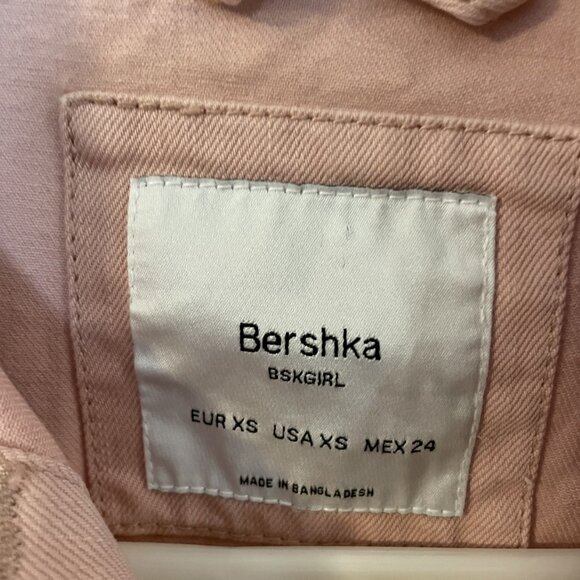 Bershka
BSKGIRL
EUR XS USA XS MEX 24
MADE IN BANGLADESH